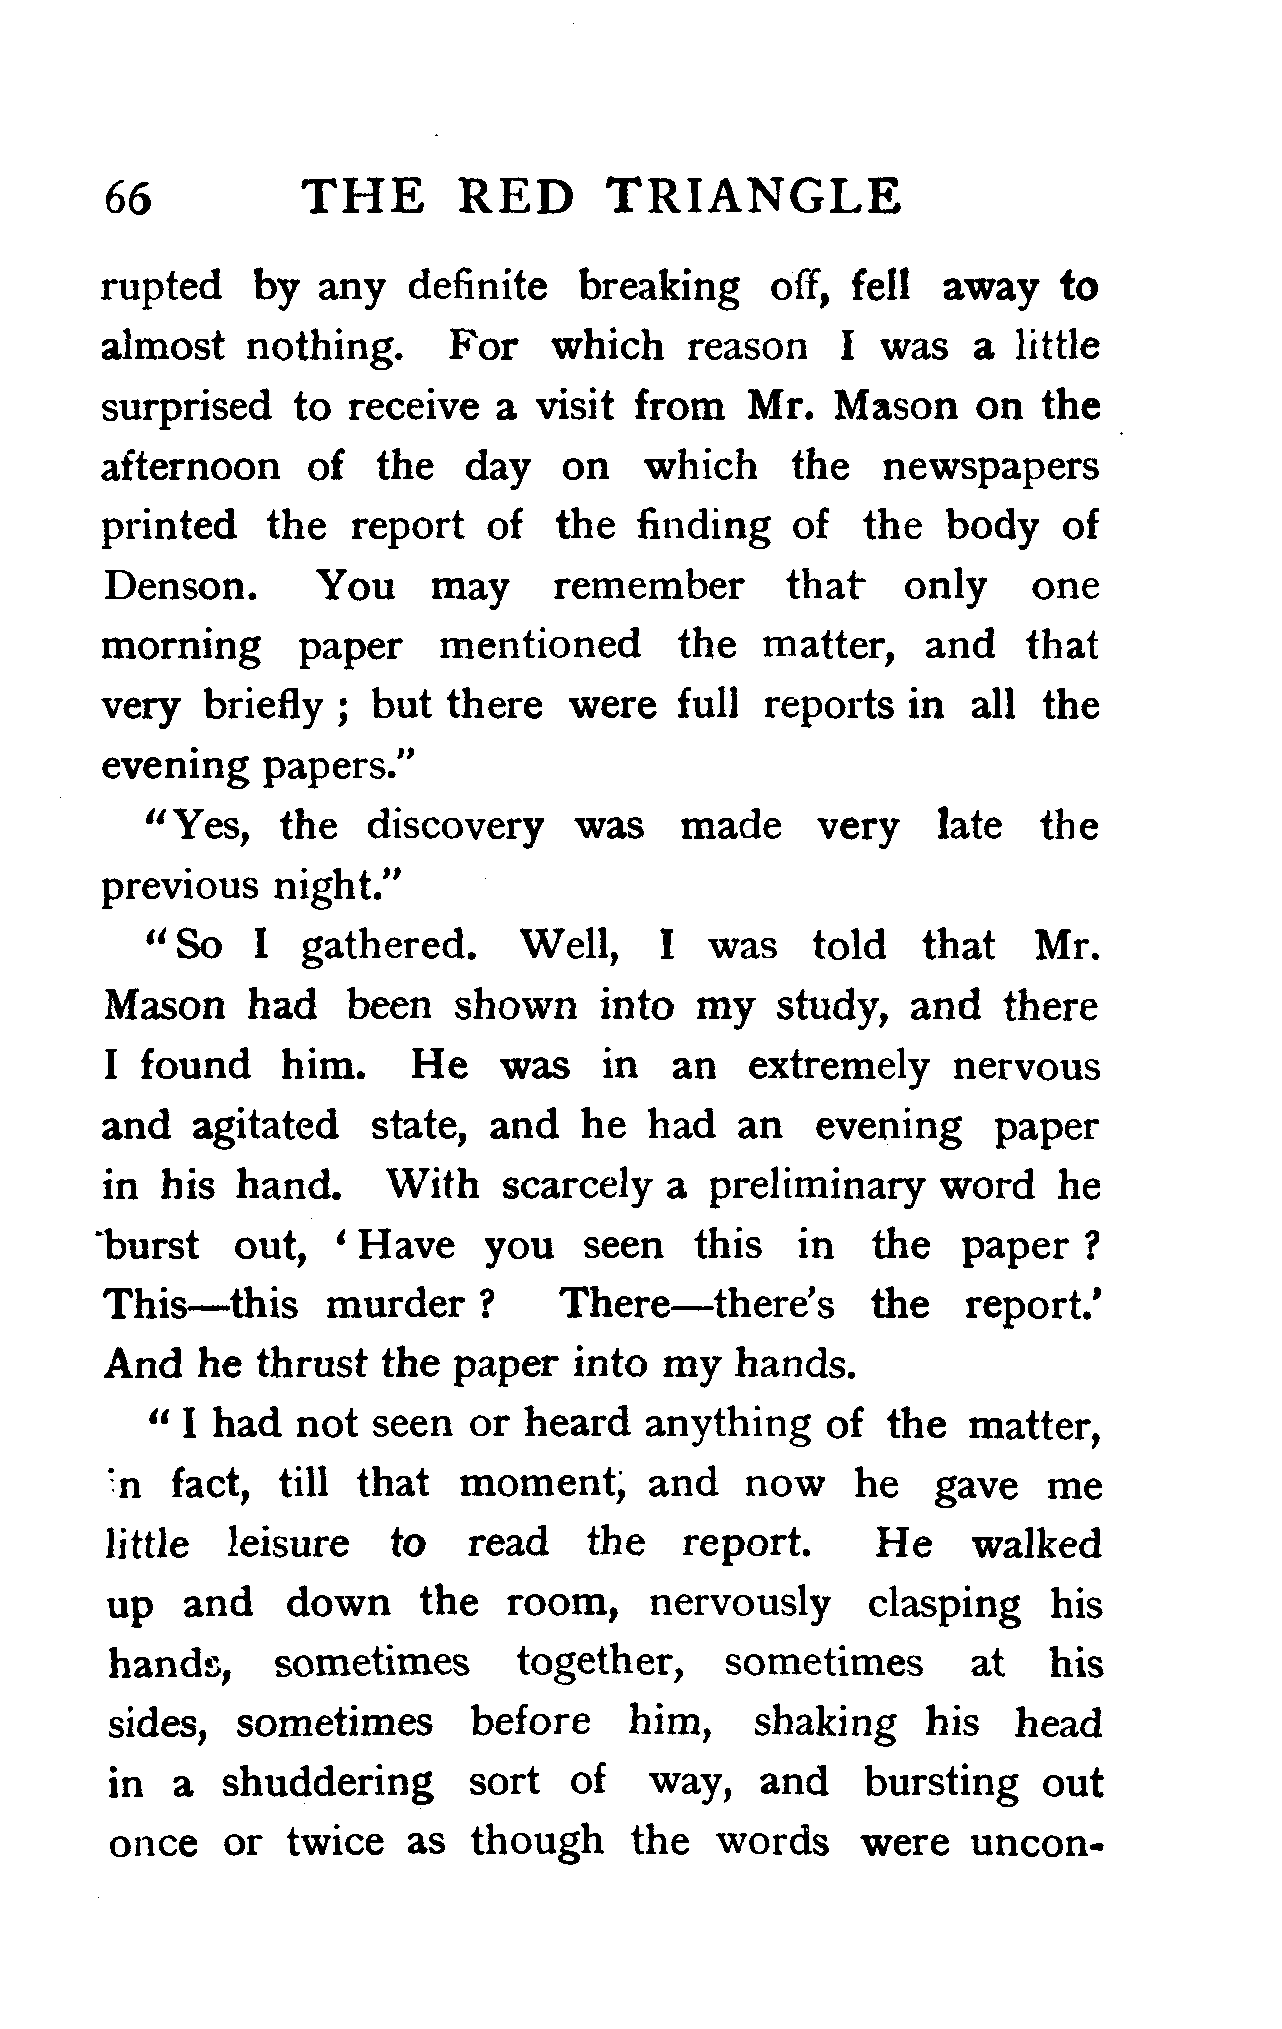 66 THE RED TRIANGLE
rupted by any definite breaking off, fell away to
almost nothing. For which reason I was a little
surprised to receive a visit from Mr. Mason on the
afternoon of the day on which the newspapers
printed the report of the finding of the body of
Denson. You may remember that only one
morning paper mentioned the matter, and that
very briefly ; but there were full reports in all the
evening papers."
"Yes, the discovery was made very late the
previous night."
"So I gathered. Well, I was told that Mr.
Mason had been shown into my study, and there
I found him. He was in an extremely nervous
and agitated state, and he had an evening paper
in his hand. With scarcely a preliminary word he
burst out, ' Have you seen this in the paper ?
This—this murder ? There—there's the report.'
And he thrust the paper into my hands.
" I had not seen or heard anything of the matter,
in fact, till that moment; and now he gave me
little leisure to read the report. He walked
up and down the room, nervously clasping his
hands, sometimes together, sometimes at his
sides, sometimes before him, shaking his head
in a shuddering sort of way, and bursting out
once or twice as though the words were uncon-